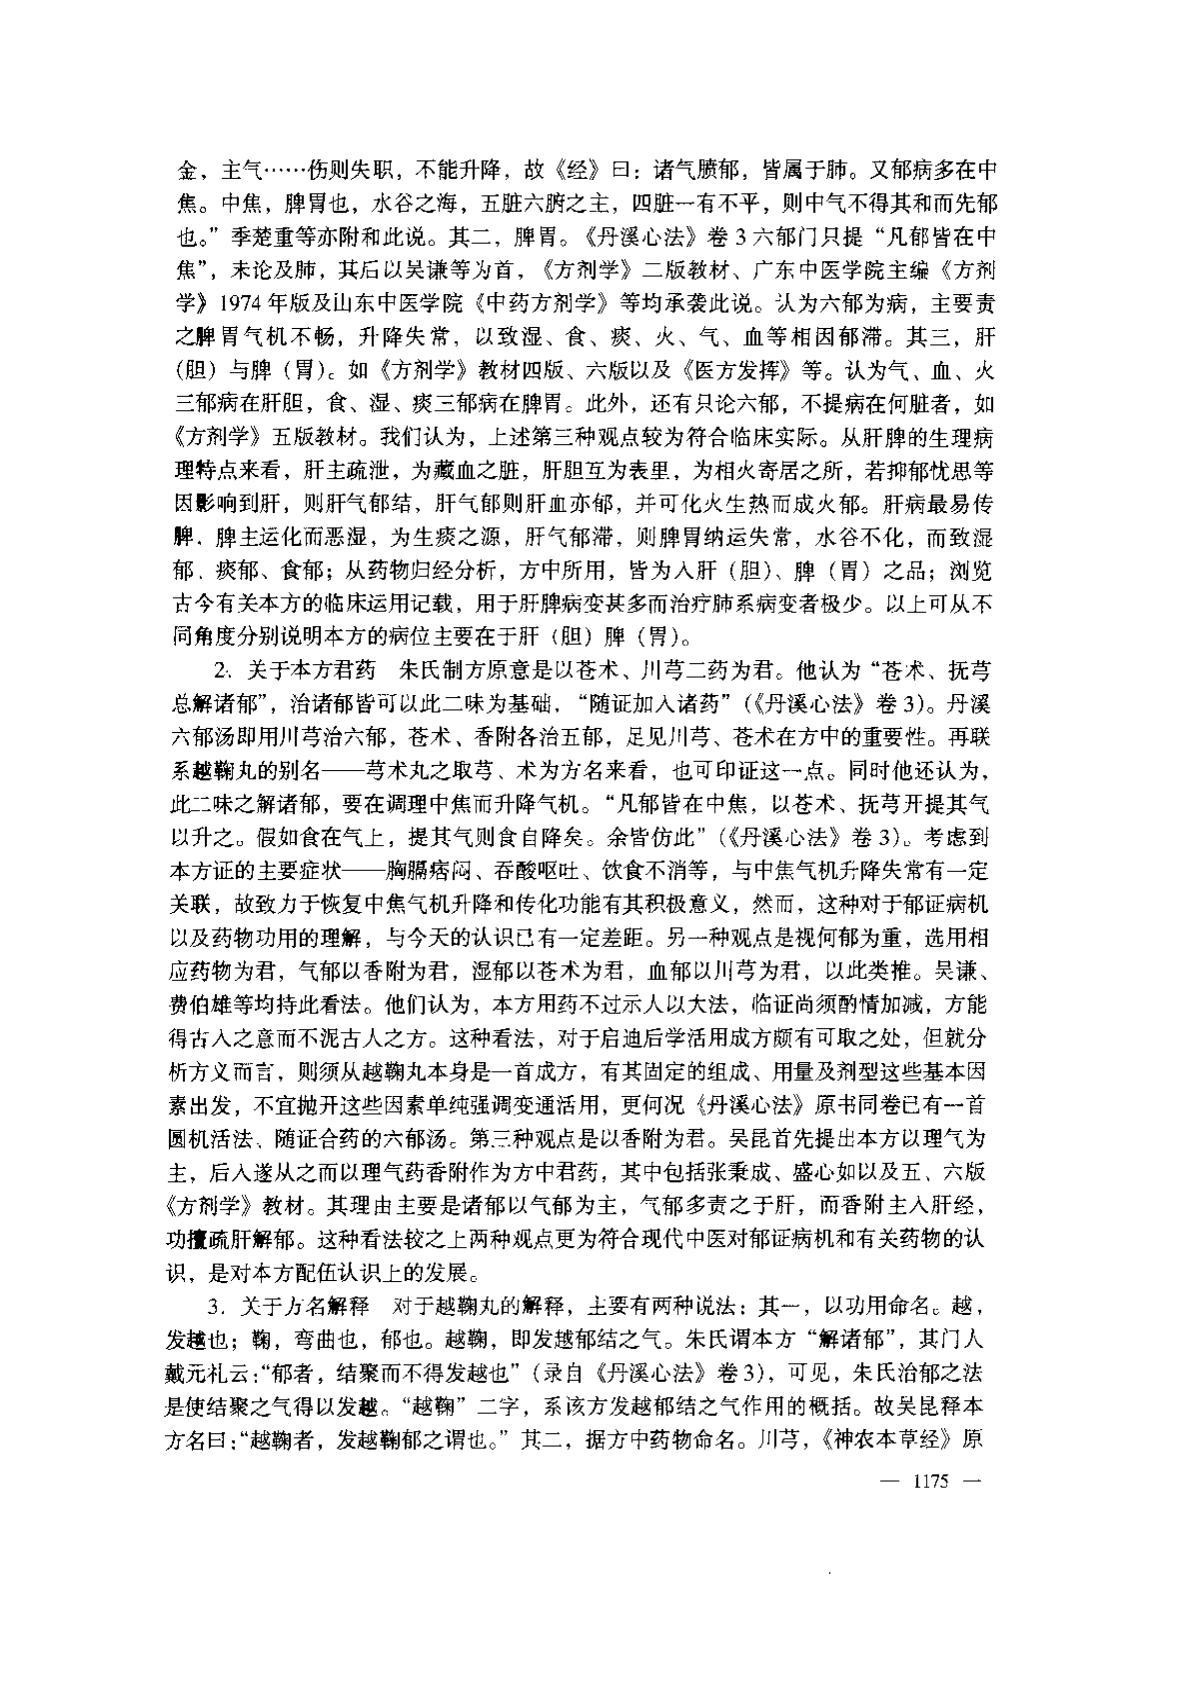 金，主气……伤则失职，不能升降，故《经》曰：诸气膹郁，皆属于肺。又郁病多在中
焦。中焦，脾胃也，水谷之海，五脏六腑之主，四脏一有不平，则中气不得其和而先郁
也。”季楚重等亦附和此说。其二，脾胃。《丹溪心法》卷 3 六郁门只提“凡郁皆在中
焦”，未论及肺，其后以吴谦等为首，《方剂学》二版教材、广东中医学院主编《方剂
学》1974 年版及山东中医学院《中药方剂学》等均承袭此说。认为六郁为病，主要责
之脾胃气机不畅，升降失常，以致湿、食、痰、火、气、血等相因郁滞。其三，肝
(胆）与脾（胃）。如《方剂学》教材四版、六版以及《医方发挥》等。认为气、血、火
三郁病在肝胆，食、湿、痰三郁病在脾胃。此外，还有只论六郁，不提病在何脏者，如
《方剂学》五版教材。我们认为，上述第三种观点较为符合临床实际。从肝脾的生理病
理特点来看，肝主疏泄，为藏血之脏，肝胆互为表里，为相火寄居之所，若抑郁忧思等
因影响到肝，则肝气郁结，肝气郁则肝血亦郁，并可化火生热而成火郁。肝病最易传
脾，脾主运化而恶湿，为生痰之源，肝气郁滞，则脾胃纳运失常，水谷不化，而致湿
郁、痰郁、食郁；从药物归经分析，方中所用，皆为入肝（胆）、脾（胃）之品；浏览
古今有关本方的临床运用记载，用于肝脾病变甚多而治疗肺系病变者极少。以上可从不
同角度分别说明本方的病位主要在于肝（胆）脾（胃）。
2．关于本方君药　朱氏制方原意是以苍术、川芎二药为君。他认为“苍术、抚芎
总解诸郁”，治诸郁皆可以此二味为基础，“随证加入诸药”（《丹溪心法》卷 3)。丹溪
六郁汤即用川芎治六郁，苍术、香附各治五郁，足见川芎、苍术在方中的重要性。再联
系越鞠丸的别名——芎术丸之取芎、术为方名来看，也可印证这一点。同时他还认为，
此二味之解诸郁，要在调理中焦而升降气机。“凡郁皆在中焦，以苍术、抚芎开提其气
以升之。假如食在气上，提其气则食自降矣。余皆仿此”（《丹溪心法》卷 3)。考虑到
本方证的主要症状——胸膈痞闷、吞酸呕吐、饮食不消等，与中焦气机升降失常有一定
关联，故致力于恢复中焦气机升降和传化功能有其积极意义，然而，这种对于郁证病机
以及药物功用的理解，与今天的认识已有一定差距。另一种观点是视何郁为重，选用相
应药物为君，气郁以香附为君，湿郁以苍术为君，血郁以川芎为君，以此类推。吴谦、
费伯雄等均持此看法。他们认为，本方用药不过示人以大法，临证尚须酌情加减，方能
得古人之意而不泥古人之方。这种看法，对于启迪后学活用成方颇有可取之处，但就分
析方义而言，则须从越鞠丸本身是一首成方，有其固定的组成、用量及剂型这些基本因
素出发，不宜抛开这些因素单纯强调变通活用，更何况《丹溪心法》原书同卷已有一首
圆机活法、随证合药的六郁汤。第三种观点是以香附为君。吴昆首先提出本方以理气为
主，后人遂从之而以理气药香附作为方中君药，其中包括张秉成、盛心如以及五、六版
《方剂学》教材。其理由主要是诸郁以气郁为主，气郁多责之于肝，而香附主入肝经，
功擅疏肝解郁。这种看法较之上两种观点更为符合现代中医对郁证病机和有关药物的认
识，是对本方配伍认识上的发展。
3．关于方名解释　对于越鞠丸的解释，主要有两种说法：其一，以功用命名。越，
发越也；鞠，弯曲也，郁也。越鞠，即发越郁结之气。朱氏谓本方“解诸郁”，其门人
戴元礼云：“郁者，结聚而不得发越也”（录自《丹溪心法》卷 3)，可见，朱氏治郁之法
是使结聚之气得以发越。“越鞠”二字，系该方发越郁结之气作用的概括。故吴昆释本
方名曰：“越鞠者，发越鞠郁之谓也。”其二，据方中药物命名。川芎，《神农本草经》原
— 1175 —